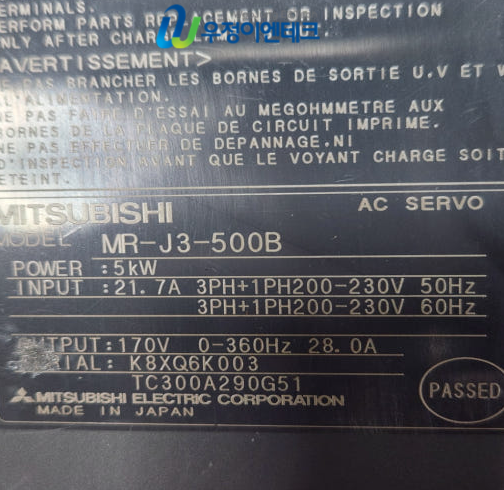 TERMINALS.
PERFORM PARTS REPLACEMENT OR INSPECTION
ONLY AFTER CHARGE LAMP
우정이엔테크
<AVERTISSEMENT>
NE PAS BRANCHER LES BORNES DE SORTIE U.V ET W
L'ALIMENTATION.
NE PAS FAIRE D'ESSAI AU MEGOHMMETRE AUX
BORNES DE LA PLAQUE DE CIRCUIT IMPRIME.
NE PAS EFFECTUER DE DEPANNAGE.NI
D'INSPECTION AVANT QUE LE VOYANT CHARGE SOIT
ETEINT.
MITSUBISHI AC SERVO
MODEL MR-J3-500B
POWER :5kW
INPUT :21.7A 3PH+1PH200-230V 50Hz
3PH+1PH200-230V 60Hz
OUTPUT:170V 0-360Hz 28.0A
SERIAL: K8XQ6K003
TC300A290G51
MITSUBISHI ELECTRIC CORPORATION
MADE IN JAPAN
PASSED